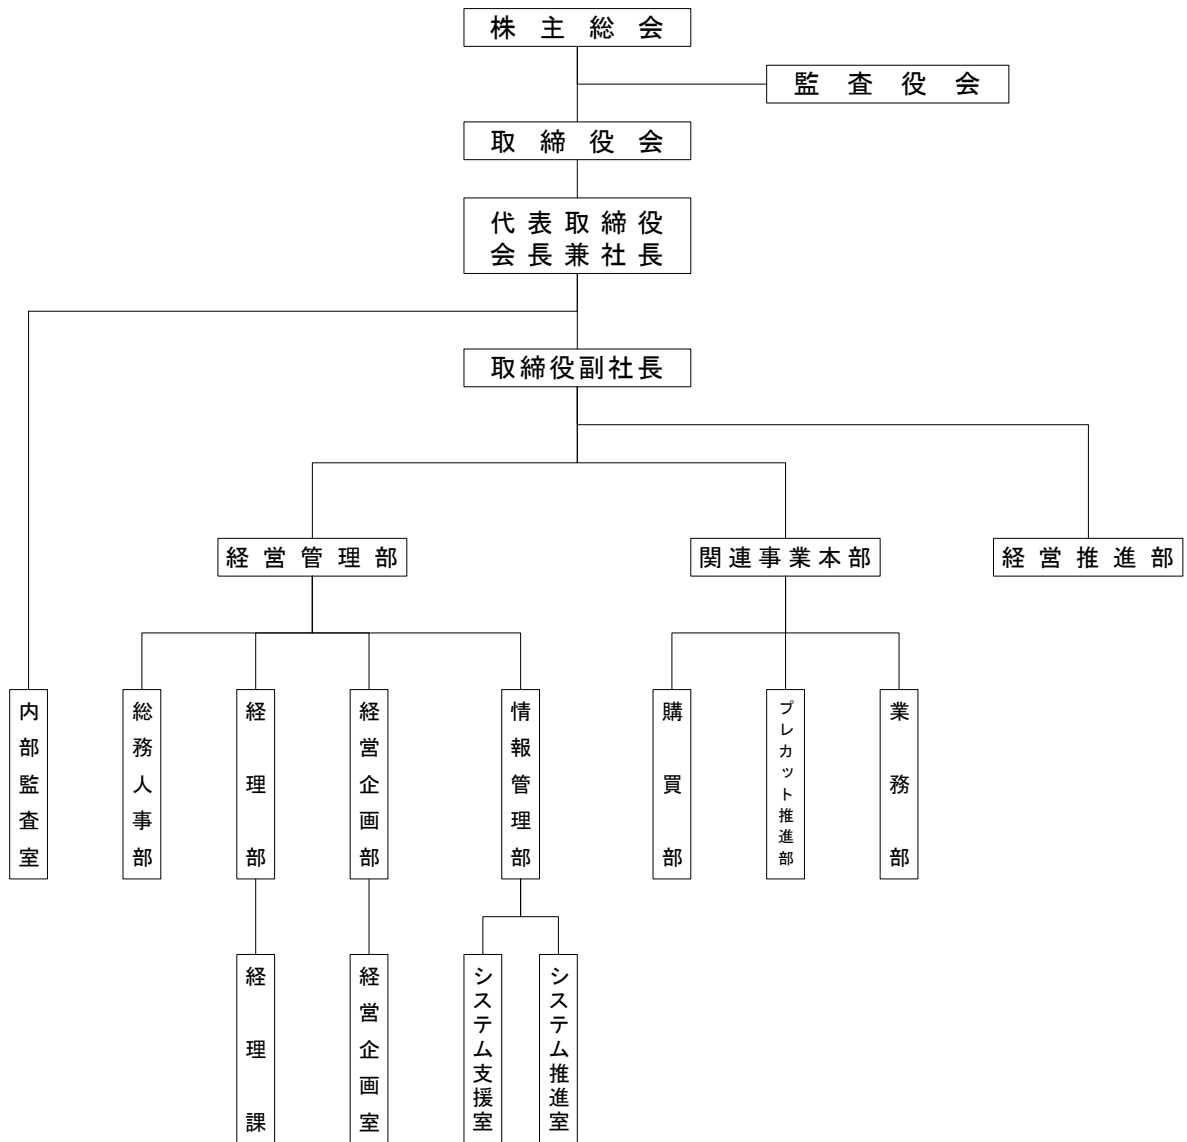 株主総会
監査役会
取締役会
代表取締役
会長兼社長
取締役副社長
経営管理部
関連事業本部
経営推進部
内部監査室
総務人事部
経理部
経営企画部
情報管理部
購買部
プレカット推進部
業務部
経理課
経営企画室
システム支援室
システム推進室